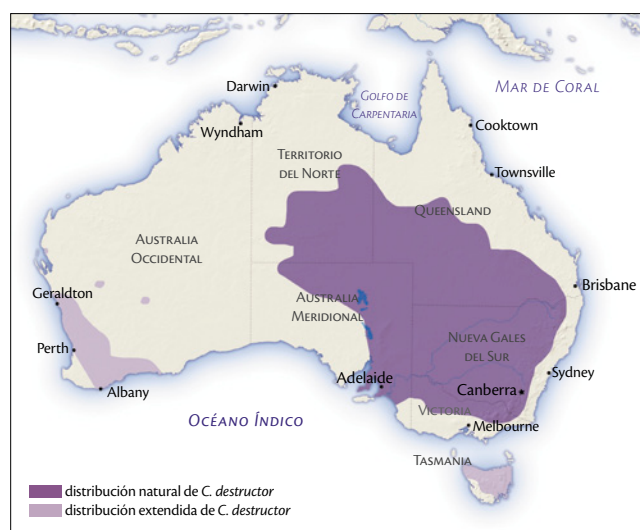 Darwin
GOLFO DE
CARPENTARIA
MAR DE CORAL
Wyndham
Cooktown
TERRITORIO
DEL NORTE
Townsville
QUEENSLAND
AUSTRALIA
OCCIDENTAL
Brisbane
Geraldton
AUSTRALIA
MERIDIONAL
NUEVA GALES
DEL SUR
Perth
Sydney
Adelaide
Canberra
Albany
VICTORIA
OCÉANO ÍNDICO
Melbourne
TASMANIA
distribución natural de C. destructor
distribución extendida de C. destructor